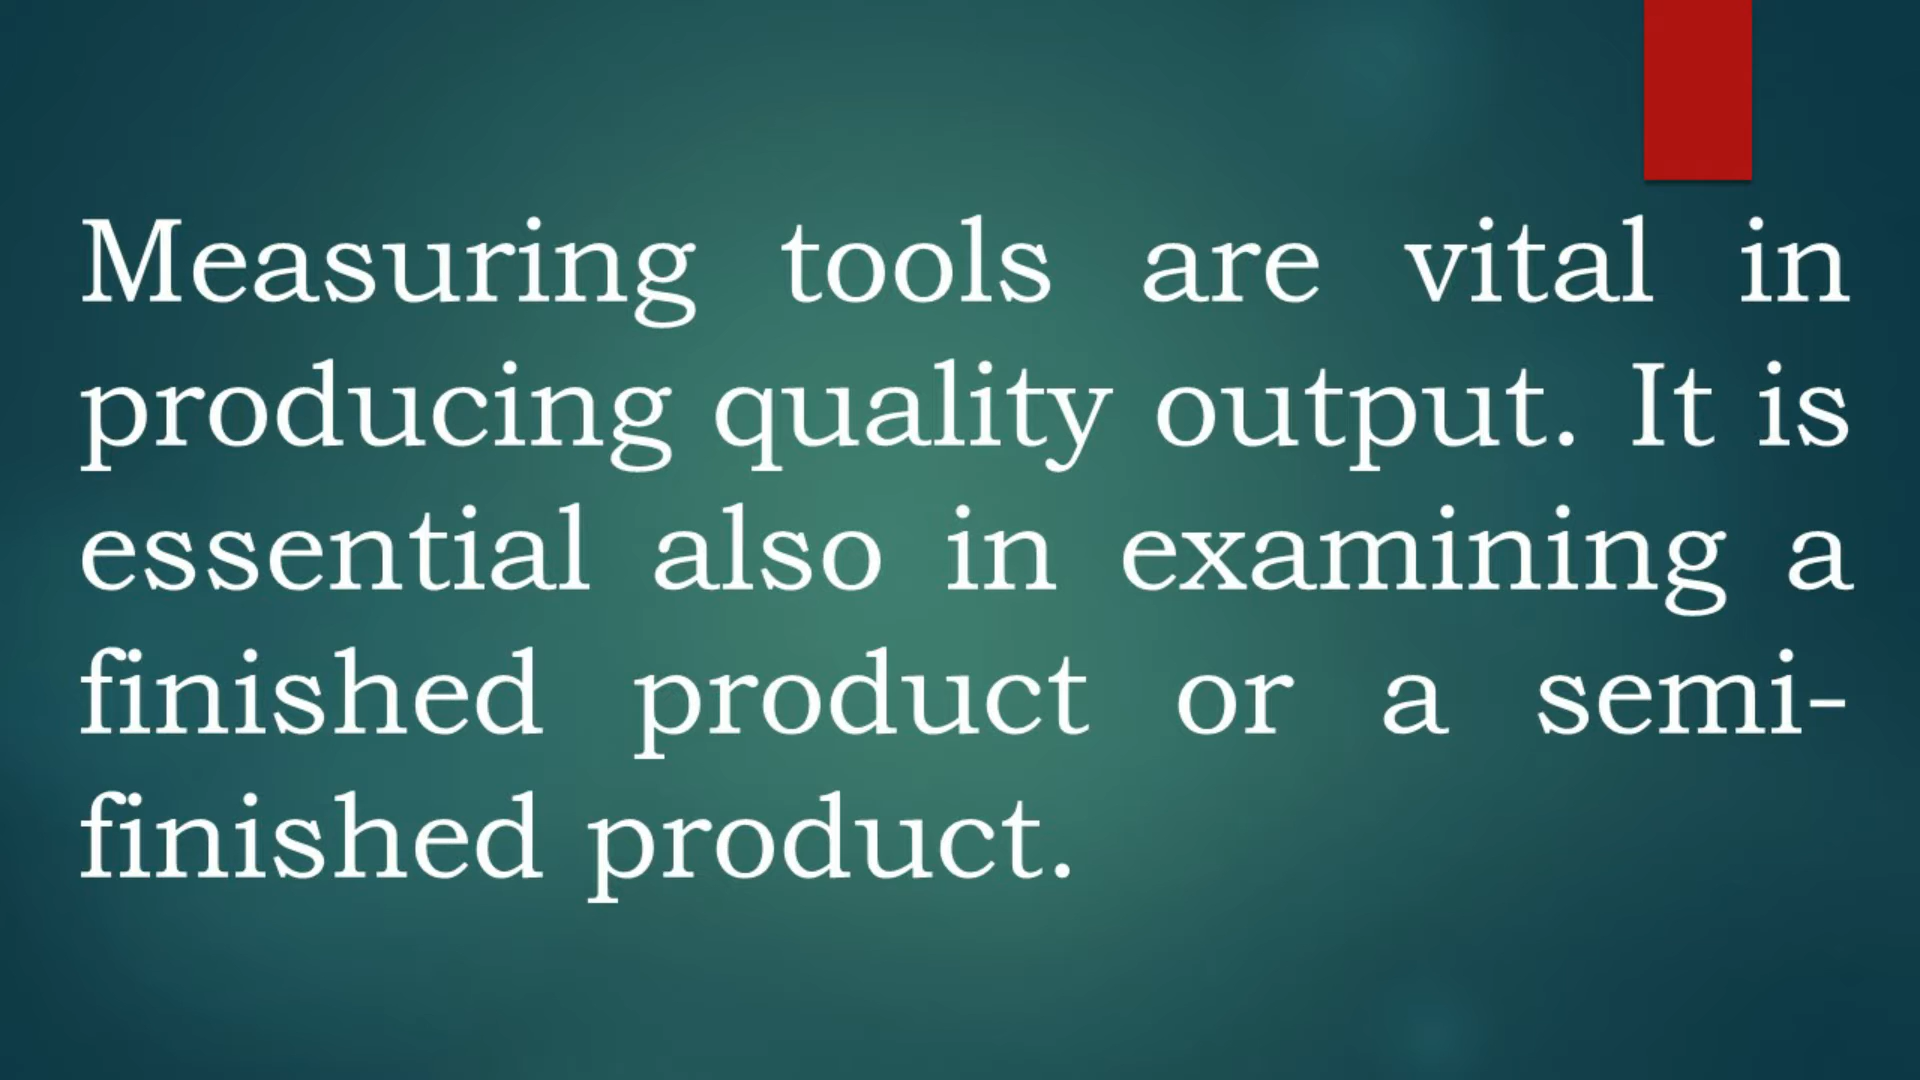 Measuring tools are vital in
producing quality output. It is
essential also in examining a
finished product or a semi-
finished product.